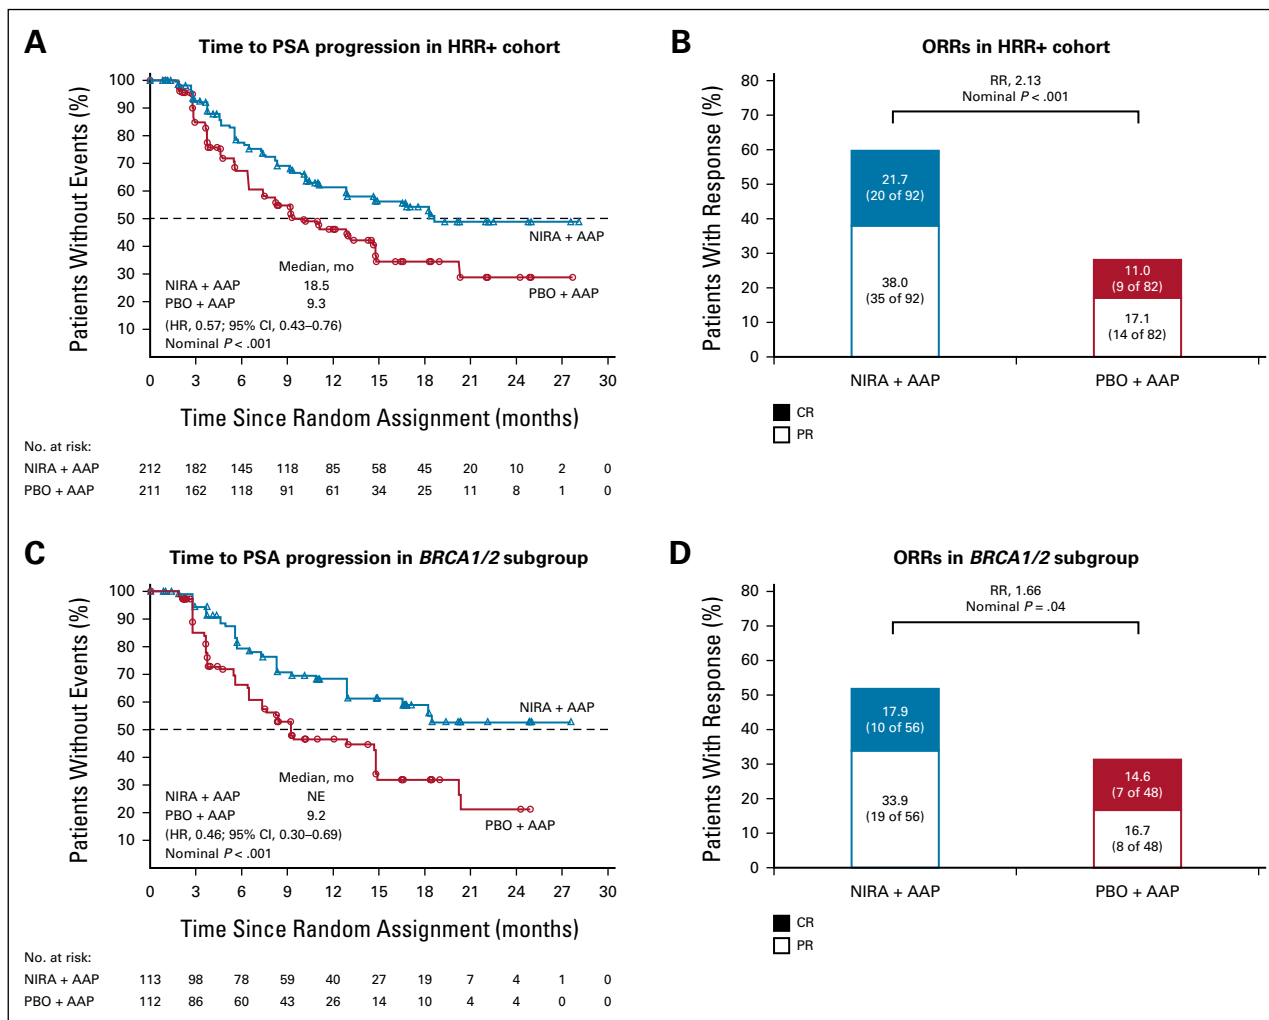 A
Time to PSA progression in HRR+ cohort
Patients Without Events (%)
100
90
80
70
60
50
40
30
20
10
NIRA + AAP
PBO + AAP
Median, mo
NIRA + AAP 18.5
PBO + AAP 9.3
(HR, 0.57; 95% CI, 0.43–0.76)
Nominal P < .001
0 3 6 9 12 15 18 21 24 27 30
Time Since Random Assignment (months)
No. at risk:
NIRA + AAP 212 182 145 118 85 58 45 20 10 2 0
PBO + AAP 211 162 118 91 61 34 25 11 8 1 0
B
ORRs in HRR+ cohort
Patients With Response (%)
80
70
60
50
40
30
20
10
0
RR, 2.13
Nominal P < .001
21.7
(20 of 92)
38.0
(35 of 92)
11.0
(9 of 82)
17.1
(14 of 82)
NIRA + AAP PBO + AAP
CR
PR
C
Time to PSA progression in BRCA1/2 subgroup
Patients Without Events (%)
100
90
80
70
60
50
40
30
20
10
NIRA + AAP
PBO + AAP
Median, mo
NIRA + AAP NE
PBO + AAP 9.2
(HR, 0.46; 95% CI, 0.30–0.69)
Nominal P < .001
0 3 6 9 12 15 18 21 24 27 30
Time Since Random Assignment (months)
No. at risk:
NIRA + AAP 113 98 78 59 40 27 19 7 4 1 0
PBO + AAP 112 86 60 43 26 14 10 4 4 0 0
D
ORRs in BRCA1/2 subgroup
Patients With Response (%)
80
70
60
50
40
30
20
10
0
RR, 1.66
Nominal P = .04
17.9
(10 of 56)
33.9
(19 of 56)
14.6
(7 of 48)
16.7
(8 of 48)
NIRA + AAP PBO + AAP
CR
PR